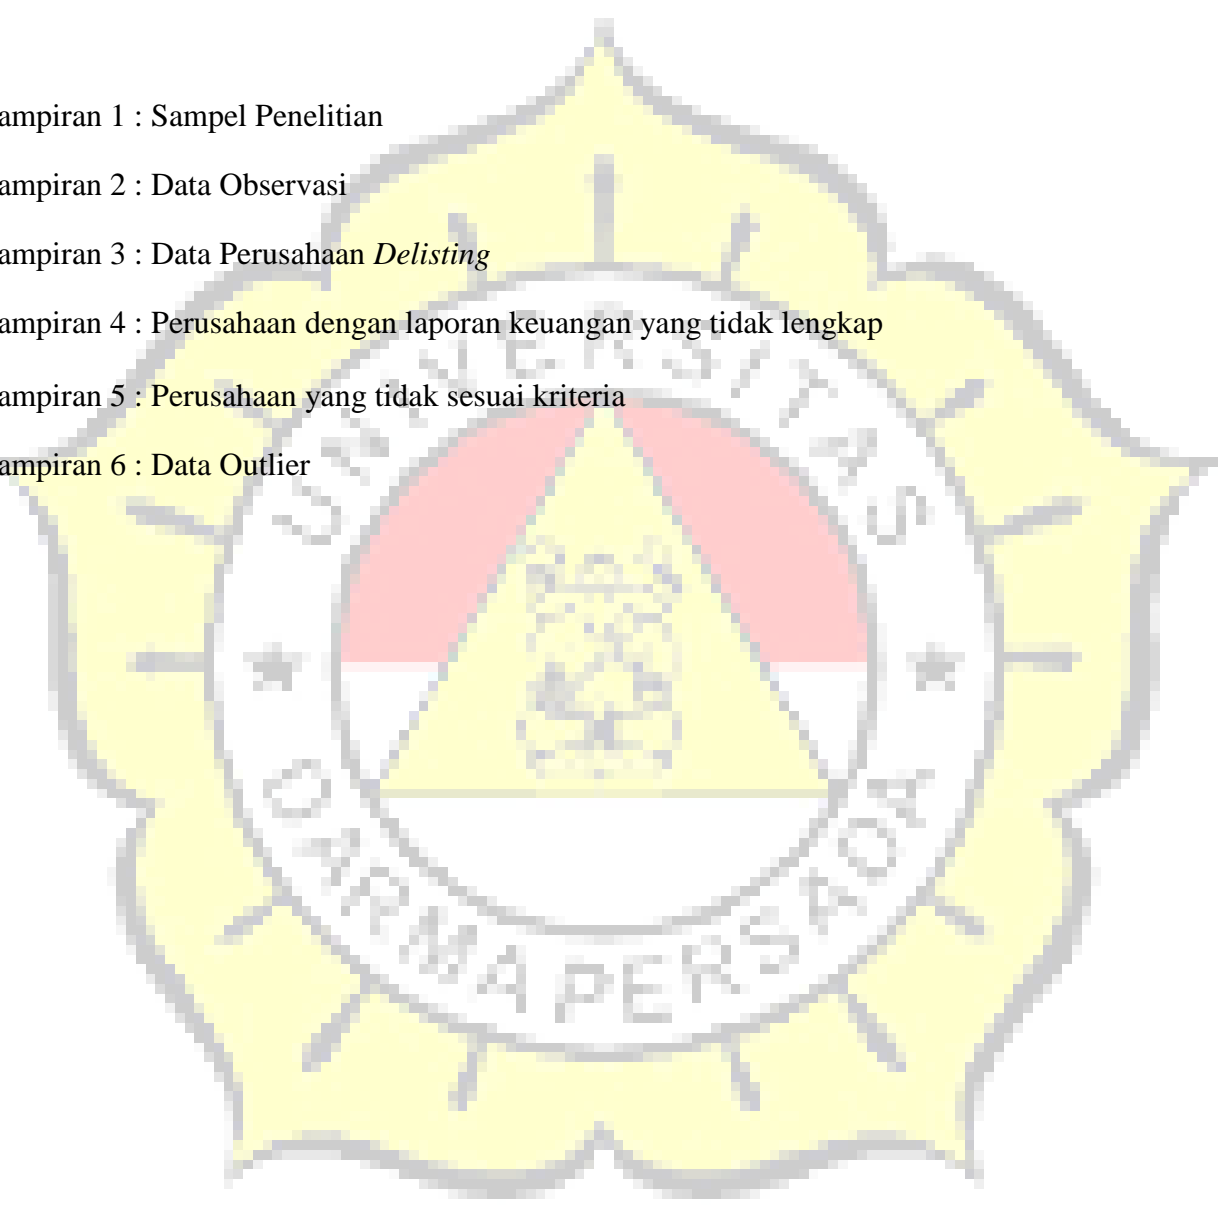 ampiran 1 : Sampel Penelitian
ampiran 2 : Data Observasi
ampiran 3 : Data Perusahaan Delisting
ampiran 4 : Perusahaan dengan laporan keuangan yang tidak lengkap
ampiran 5 : Perusahaan yang tidak sesuai kriteria
ampiran 6 : Data Outlier
UNIVERSITAS
DARMA PERSADA